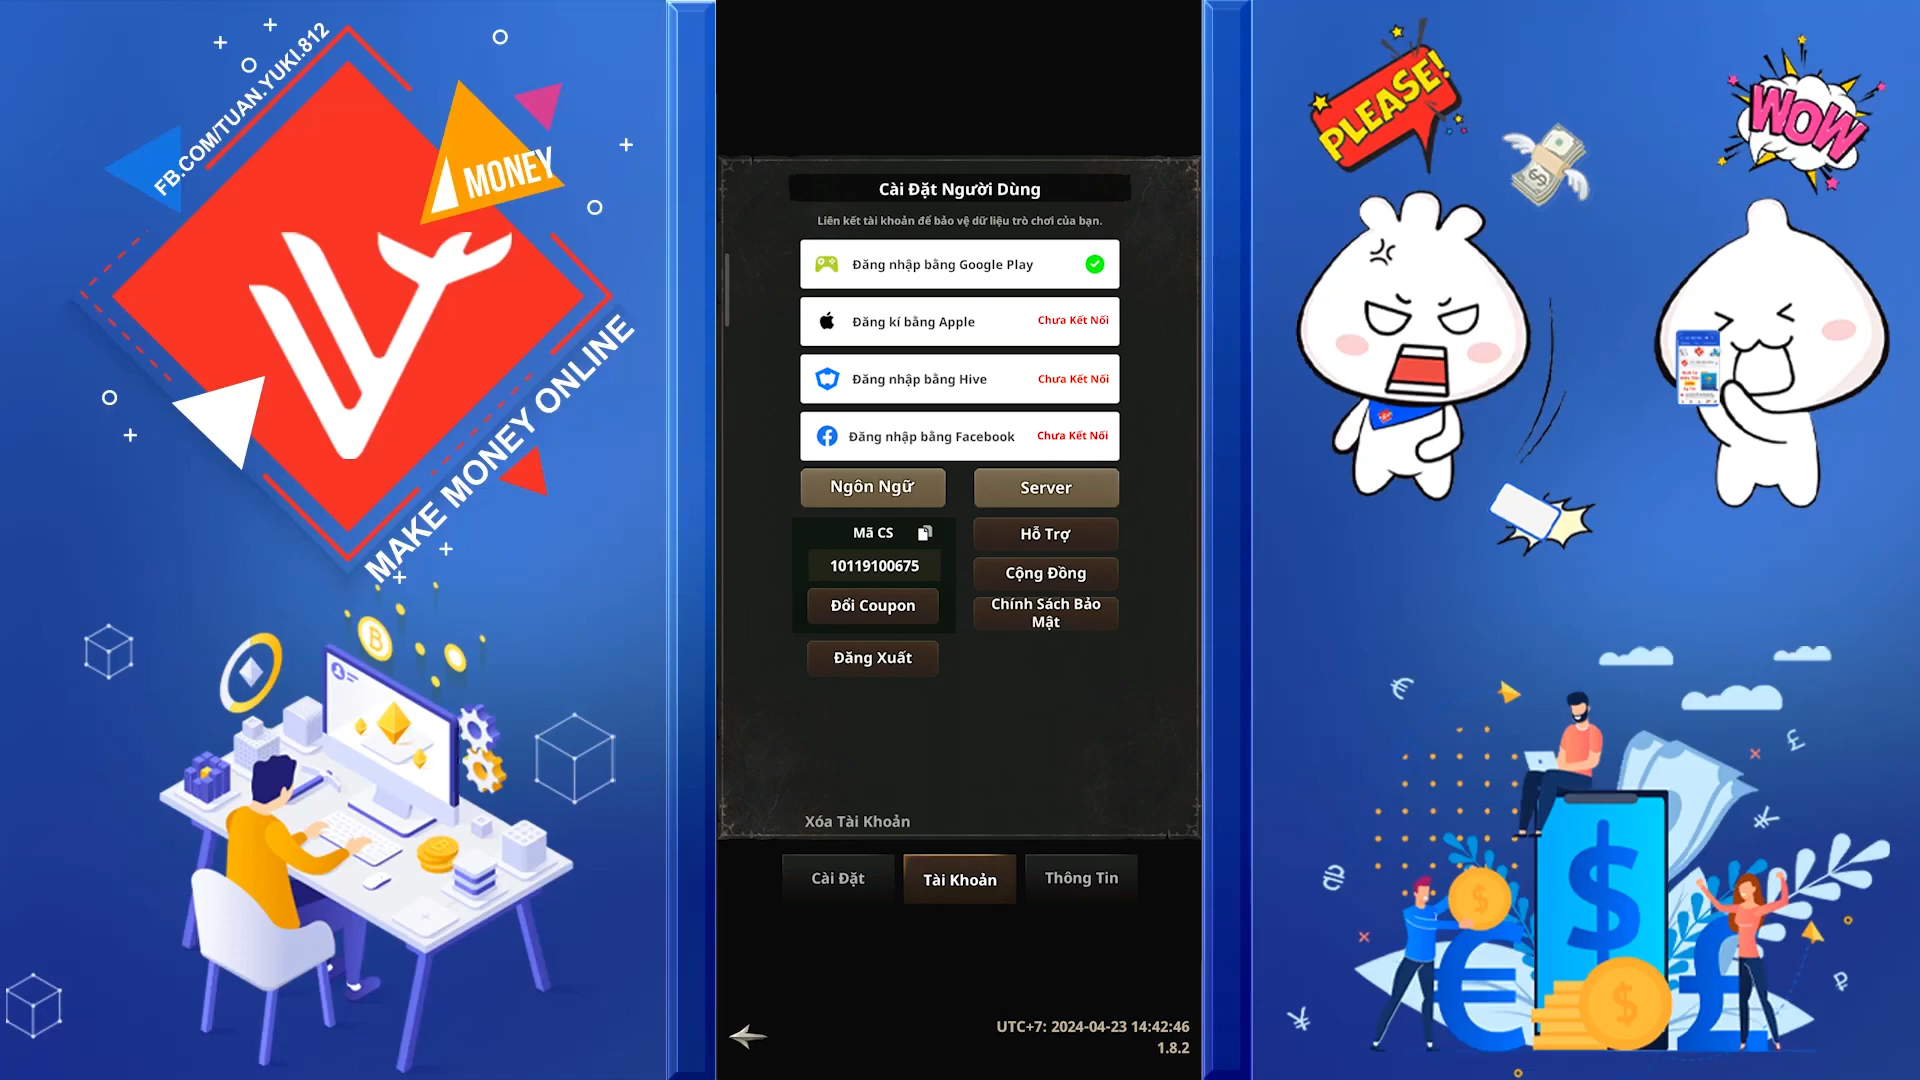 FB.COM/TUAN.YUKI.812
MONEY
MAKE MONEY ONLINE
Cài Đặt Người Dùng
Liên kết tài khoản để bảo vệ dữ liệu trò chơi của bạn.
Đăng nhập bằng Google Play
Đăng kí bằng Apple Chưa Kết Nối
Đăng nhập bằng Hive Chưa Kết Nối
Đăng nhập bằng Facebook Chưa Kết Nối
Ngôn Ngữ Server
Mã CS
10119100675
Đổi Coupon
Đăng Xuất
Hỗ Trợ
Cộng Đồng
Chính Sách Bảo
Mật
Xóa Tài Khoản
Cài Đặt Tài Khoản Thông Tin
UTC+7: 2024-04-23 14:42:46
1.8.2
PLEASE!
WOW